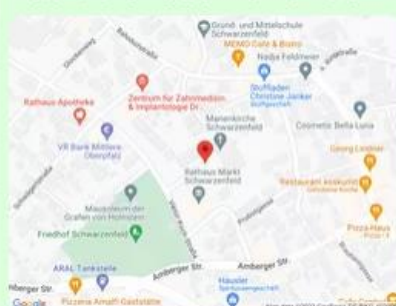 Grund- und Mittelschule
Schwarzenfeld
Bahnhofstraße
MEMO Café & Bistro
Nadja Feldmeier
Stoffladen
Christine Janker
Zentrum für Zahnmedizin
& Implantologie Dr.
Rathaus Apotheke
Marienkirche
Schwarzenfeld
Cosmetic Bella Luna
VR Bank Mittlere
Oberpfalz
Georg Lindner
Rathaus Markt
Schwarzenfeld
Restaurant
Mausoleum der
Grafen von Holnstein
Friedhof Schwarzenfeld
Pizza-Haus
Amberger Str.
Amberger Str.
ARAL Tankstelle
Häusler
Pizzeria Amalfi Gaststätte
Google